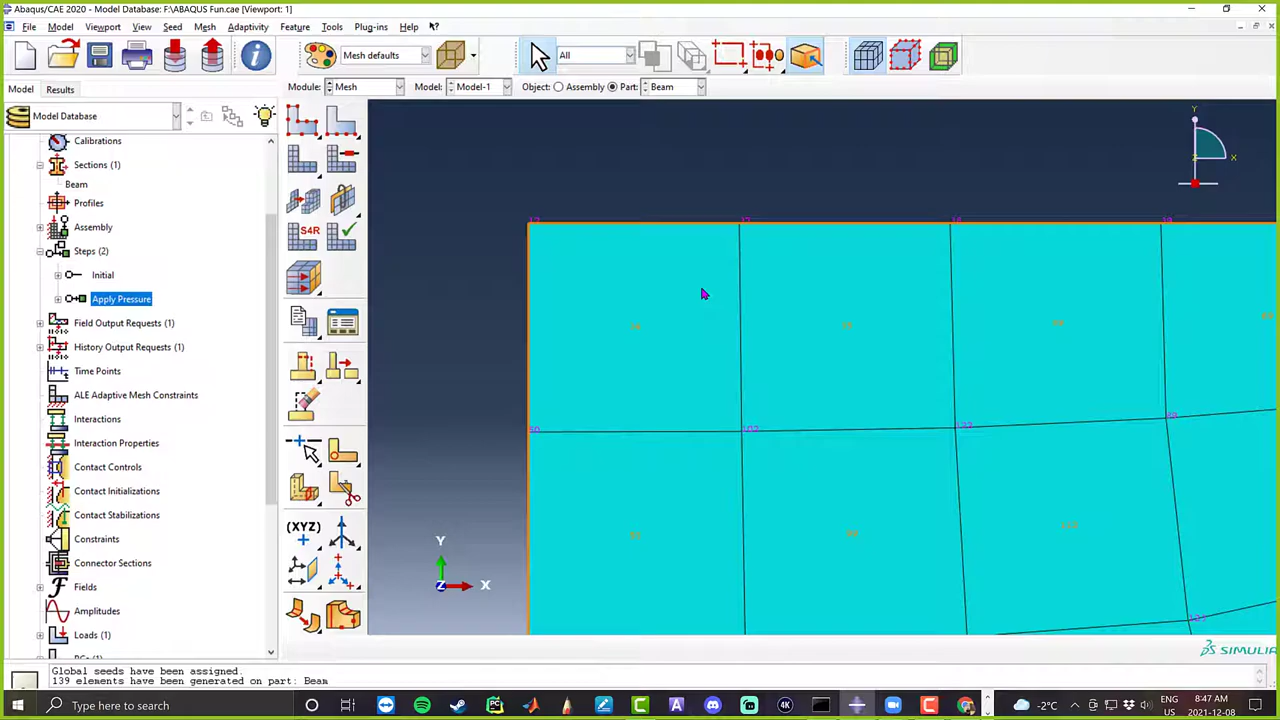 Abaqus/CAE 2020 - Model Database: F:\ABAQUS Fun.cae [Viewport: 1]
File Model Viewport View Seed Mesh Adaptivity Feature Tools Plug-ins Help
Mesh defaults All
Model Results Module: Mesh Model: Model-1 Object: Assembly Part: Beam
Model Database
Calibrations
Sections (1)
Beam
Profiles
Assembly
Steps (2)
Initial
Apply Pressure
Field Output Requests (1)
History Output Requests (1)
Time Points
ALE Adaptive Mesh Constraints
Interactions
Interaction Properties
Contact Controls
Contact Initializations
Contact Stabilizations
Constraints
Connector Sections
Fields
Amplitudes
Loads (1)
S4R
(XYZ)
Y
X
Z
Y
Z X
Global seeds have been assigned.
139 elements have been generated on part: Beam
Type here to search
4K
-2°C
ENG
US
8:47 AM
2021-12-08